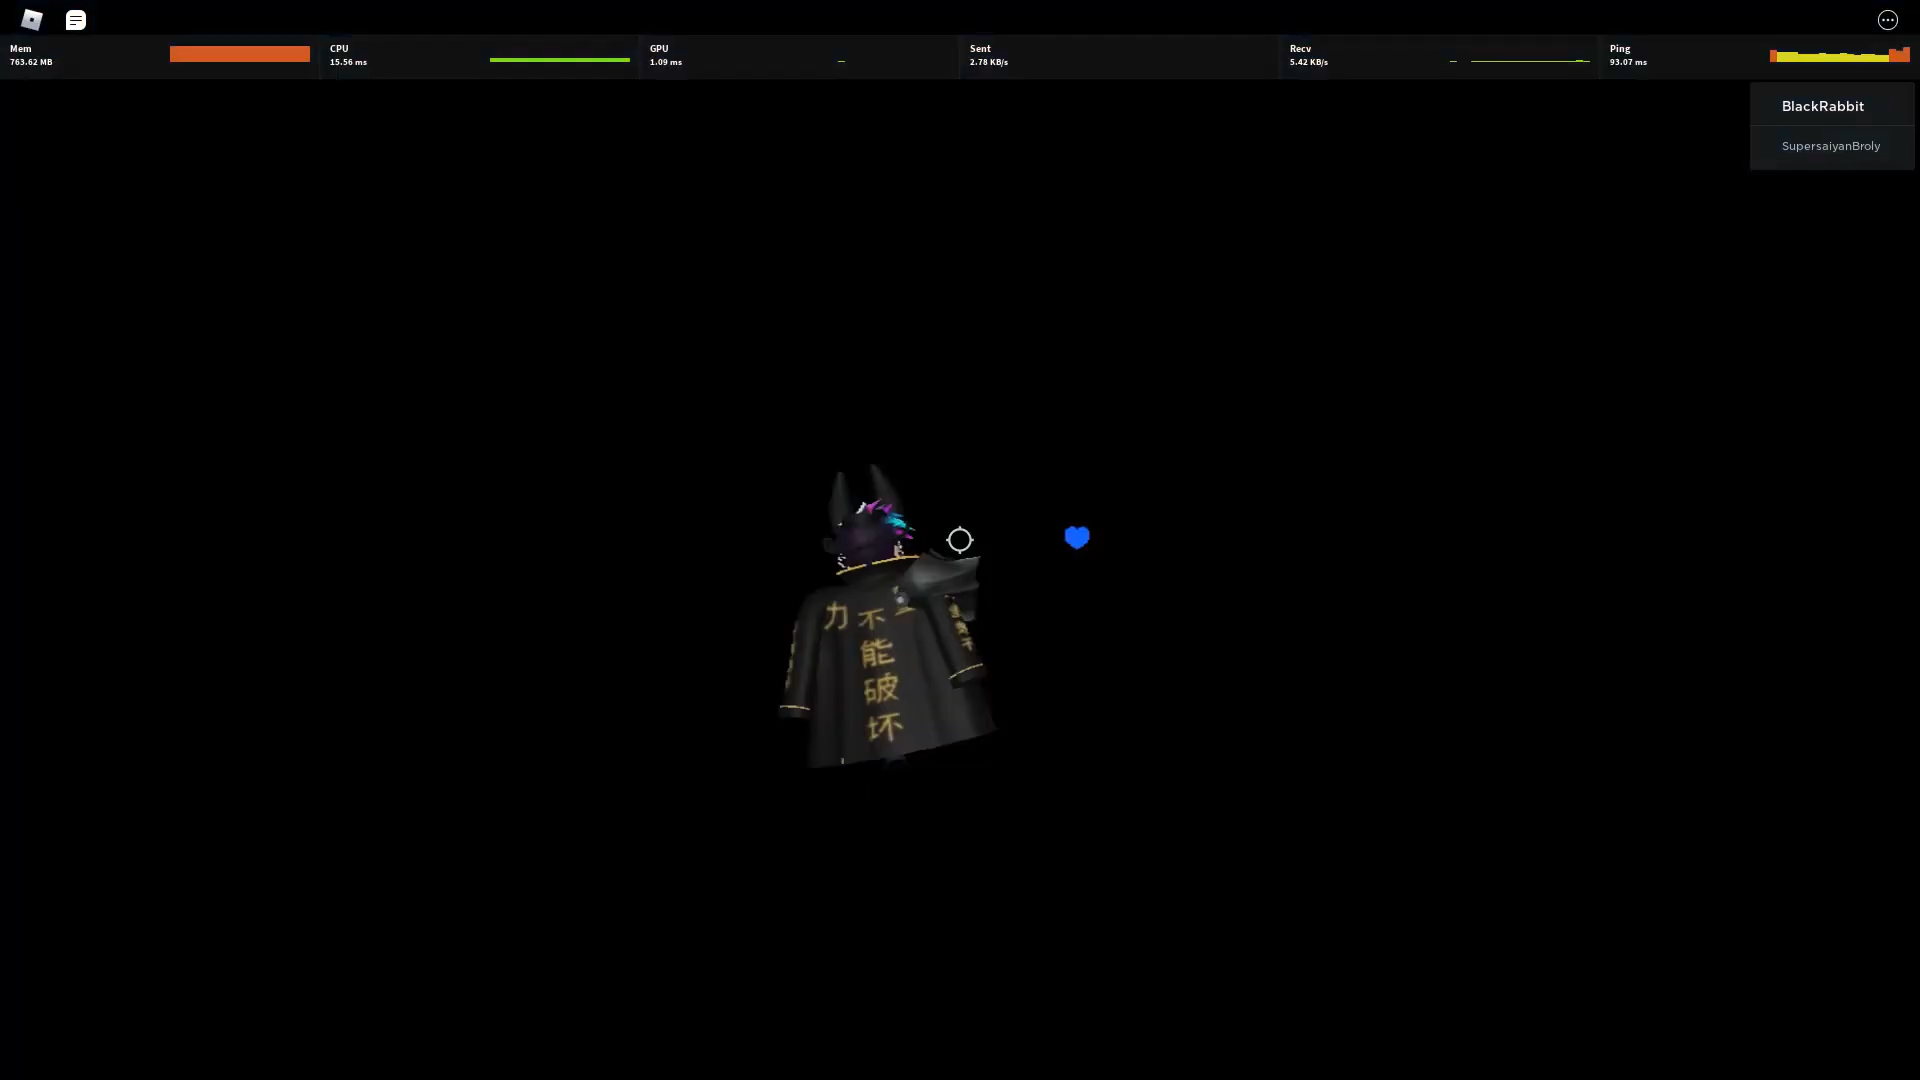 Mem
763.62 MB
CPU
15.56 ms
GPU
1.09 ms
Sent
2.78 KB/s
Recv
5.42 KB/s
Ping
93.07 ms
BlackRabbit
SupersaiyanBroly
力不
能
破
坏